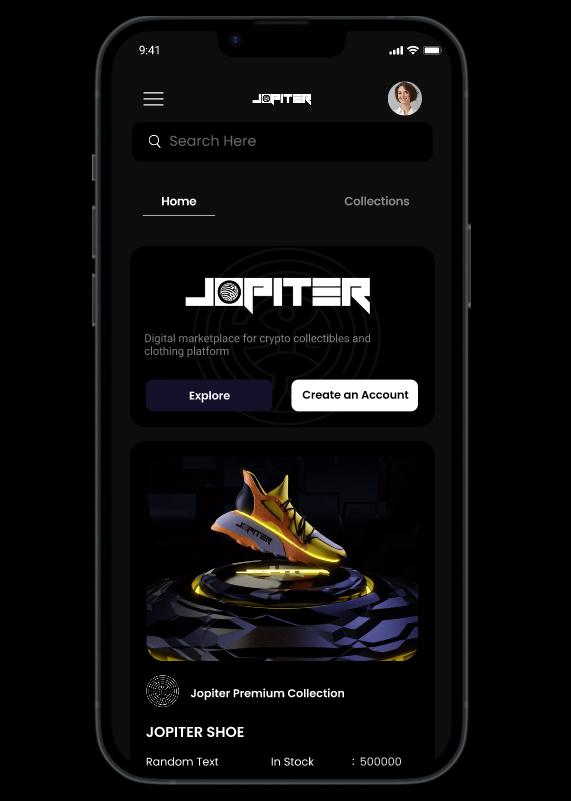 9:41
JOPITER
Search Here
Home
Collections
JOPITER
Digital marketplace for crypto collectibles and
clothing platform
Explore
Create an Account
JOPITER
Jopiter Premium Collection
JOPITER SHOE
Random Text
In Stock
: 500000